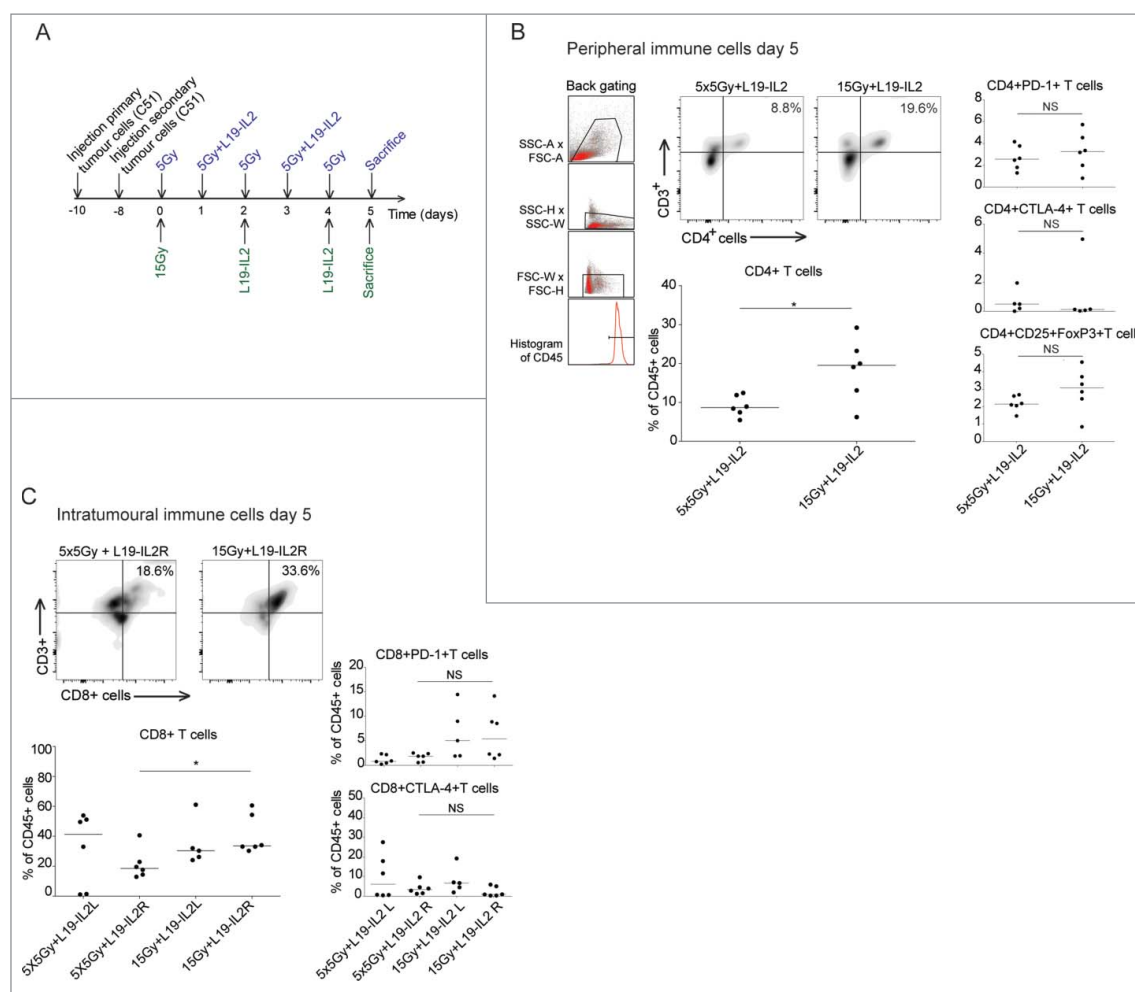 A
Injection primary
tumour cells (C51)
Injection secondary
tumour cells (C51)
5Gy
5Gy+L19-IL2
5Gy
5Gy+L19-IL2
5Gy
Sacrifice
-10 -8 0 1 2 3 4 5 Time (days)
15Gy
L19-IL2
L19-IL2
Sacrifice
B
Peripheral immune cells day 5
Back gating
SSC-A x
FSC-A
SSC-H x
SSC-W
FSC-W x
FSC-H
Histogram
of CD45
5x5Gy+L19-IL2 15Gy+L19-IL2
8.8% 19.6%
CD3+
CD4+ cells
CD4+ T cells
*
% of CD45+ cells
40
30
20
10
0
5x5Gy+L19-IL2
15Gy+L19-IL2
CD4+PD-1+ T cells
NS
8
6
4
2
0
CD4+CTLA-4+ T cells
NS
6
4
2
0
CD4+CD25+FoxP3+T cell
NS
5
4
3
2
1
0
5x5Gy+L19-IL2
15Gy+L19-IL2
C
Intratumoural immune cells day 5
5x5Gy + L19-IL2R 15Gy+L19-IL2R
18.6% 33.6%
CD3+
CD8+ cells
CD8+ T cells
*
% of CD45+ cells
100
80
60
40
20
0
5X5Gy+L19-IL2L
5X5Gy+L19-IL2R
15Gy+L19-IL2L
15Gy+L19-IL2R
CD8+PD-1+T cells
NS
% of CD45+ cells
20
15
10
5
0
CD8+CTLA-4+T cells
NS
% of CD45+ cells
50
40
30
20
10
0
5x5Gy+L19-IL2 L
5x5Gy+L19-IL2 R
15Gy+L19-IL2 L
15Gy+L19-IL2 R